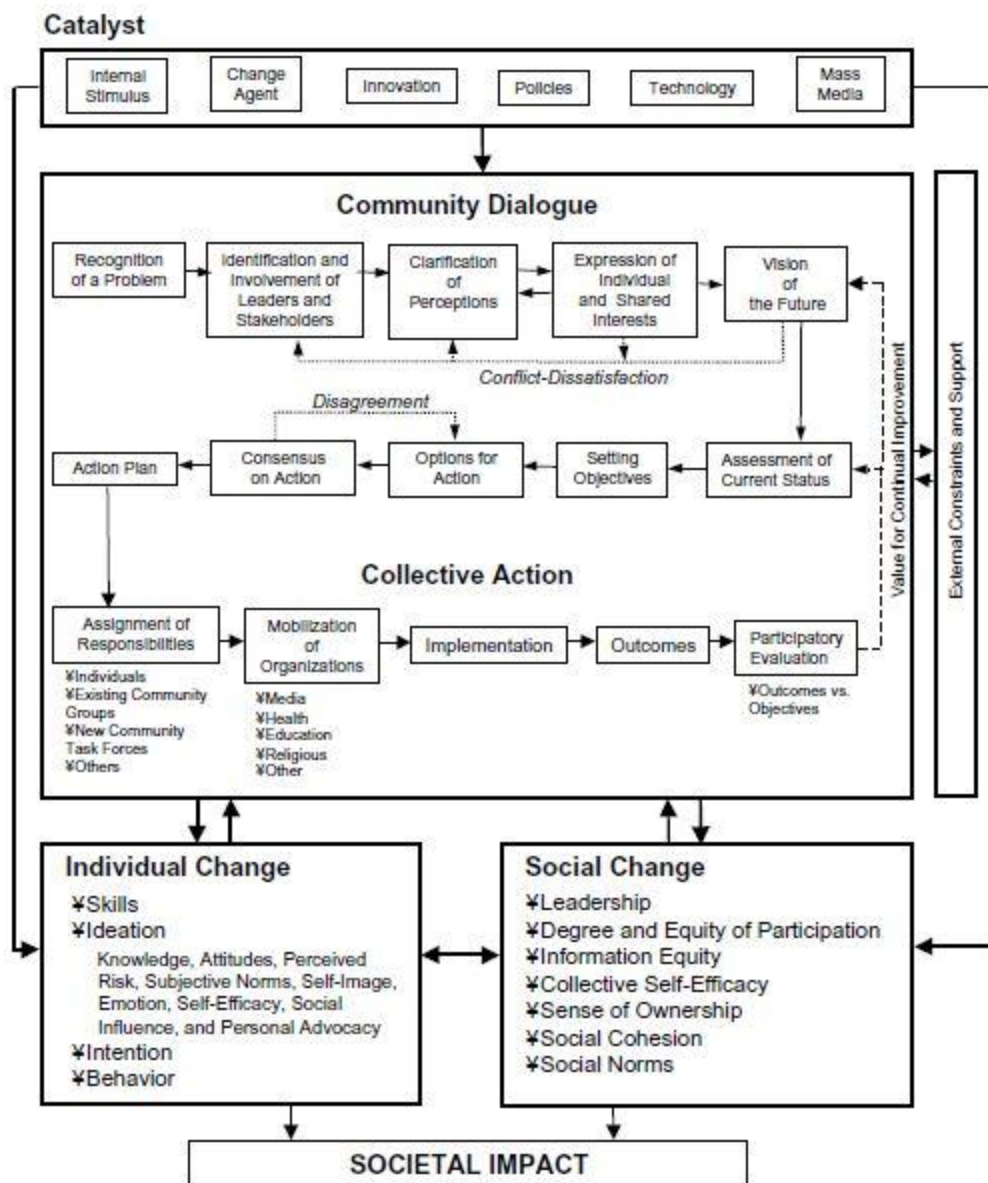 Catalyst
Internal
Stimulus
Change
Agent
Innovation
Policies
Technology
Mass
Media
Community Dialogue
Recognition
of a Problem
Identification and
Involvement of
Leaders and
Stakeholders
Clarification
of
Perceptions
Expression of
Individual
and Shared
Interests
Vision
of
the Future
Conflict-Dissatisfaction
Disagreement
Action Plan
Consensus
on Action
Options for
Action
Setting
Objectives
Assessment of
Current Status
Value for Continual Improvement
External Constraints and Support
Collective Action
Assignment of
Responsibilities
¥Individuals
¥Existing Community
Groups
¥New Community
Task Forces
¥Others
Mobilization
of
Organizations
¥Media
¥Health
¥Education
¥Religious
¥Other
Implementation
Outcomes
Participatory
Evaluation
¥Outcomes vs.
Objectives
Individual Change
¥Skills
¥Ideation
Knowledge, Attitudes, Perceived
Risk, Subjective Norms, Self-Image,
Emotion, Self-Efficacy, Social
Influence, and Personal Advocacy
¥Intention
¥Behavior
Social Change
¥Leadership
¥Degree and Equity of Participation
¥Information Equity
¥Collective Self-Efficacy
¥Sense of Ownership
¥Social Cohesion
¥Social Norms
SOCIETAL IMPACT